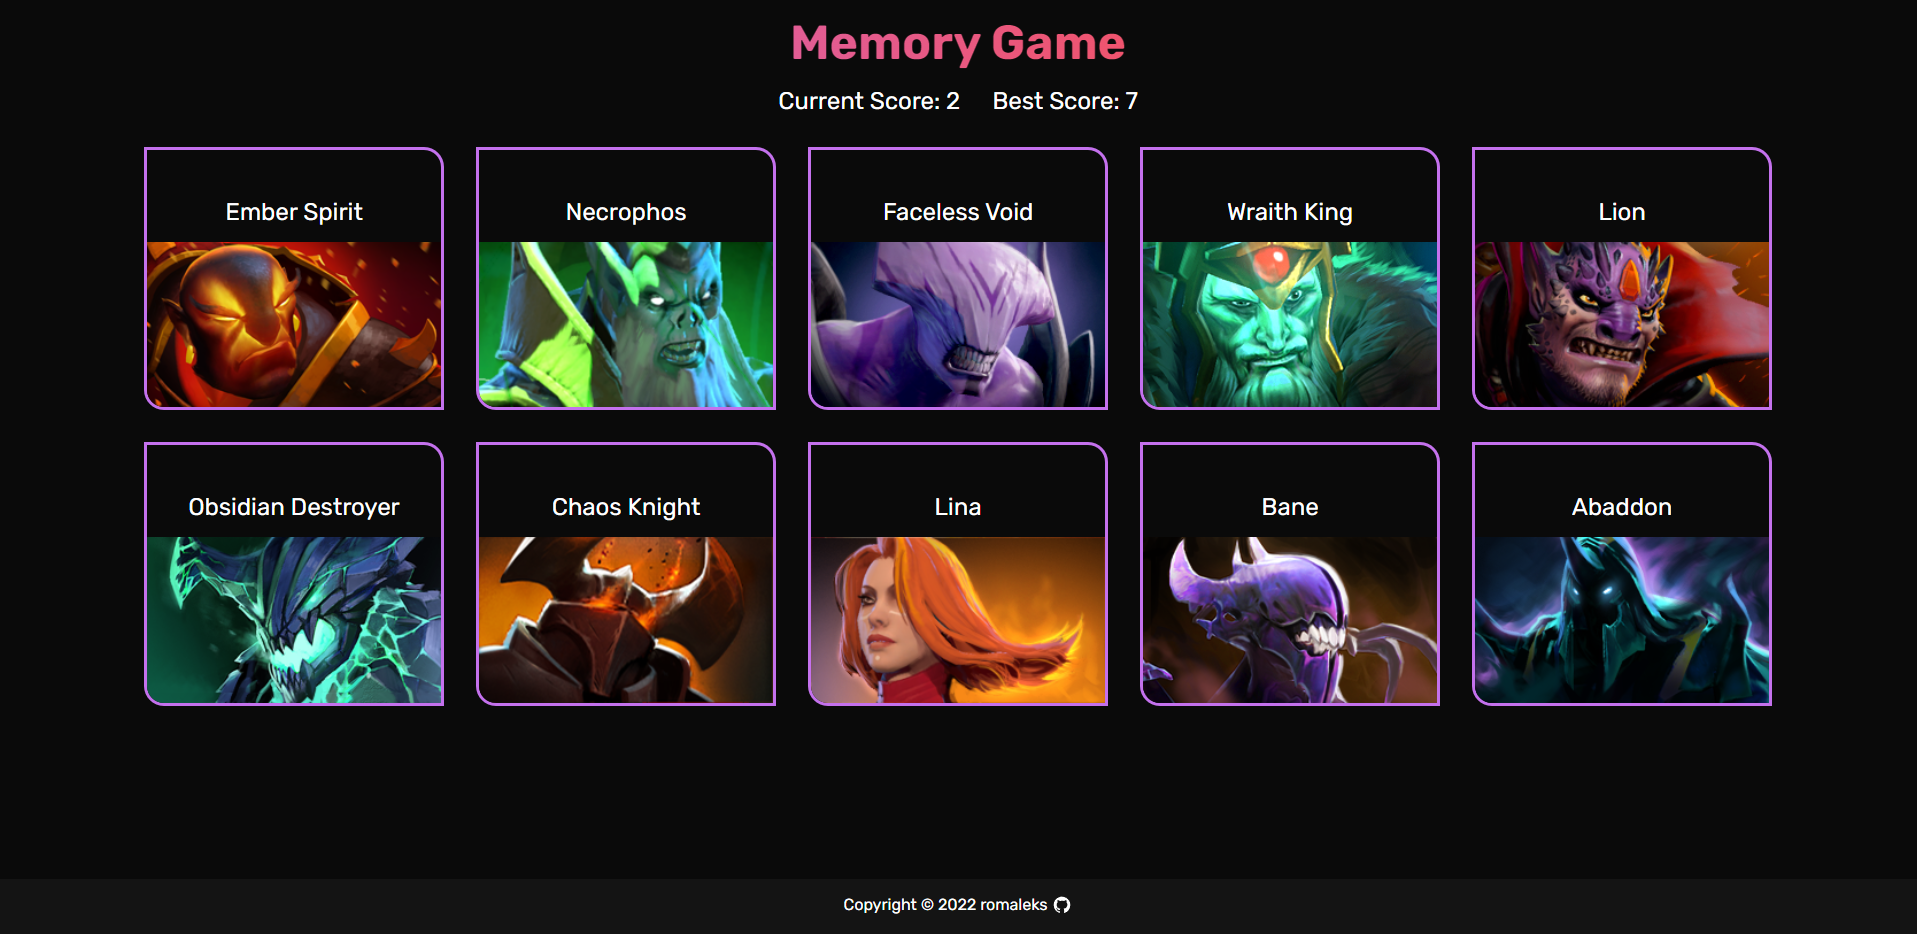 Memory Game
Current Score: 2 Best Score: 7
Ember Spirit
Necrophos
Faceless Void
Wraith King
Lion
Obsidian Destroyer
Chaos Knight
Lina
Bane
Abaddon
Copyright © 2022 romaleks